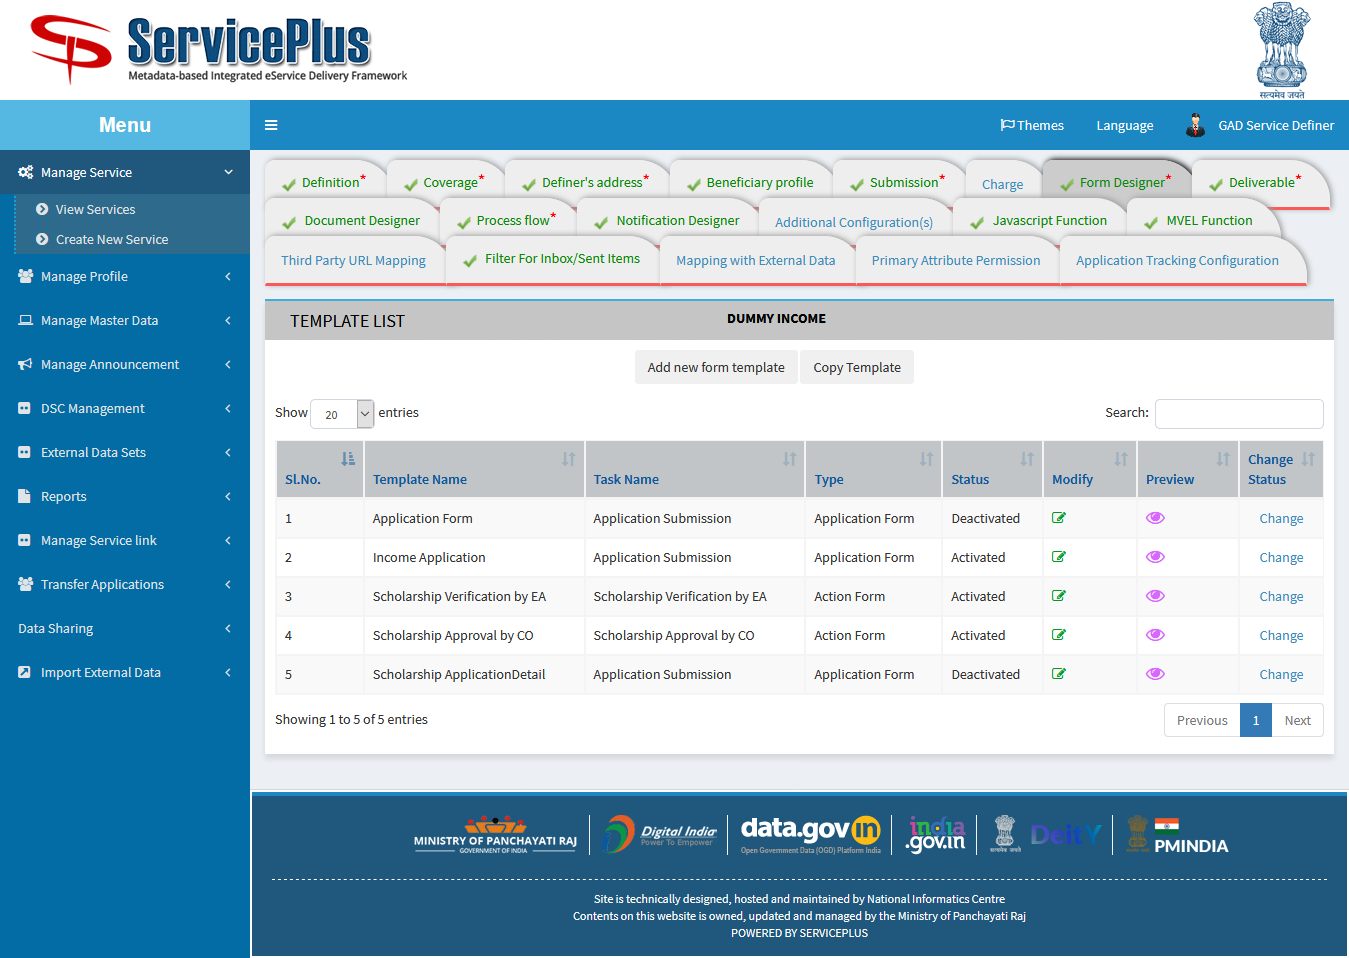 ServicePlus
Metadata-based Integrated eService Delivery Framework
सत्यमेव जयते
Menu
Themes Language GAD Service Definer
Manage Service
View Services
Create New Service
Manage Profile
Manage Master Data
Manage Announcement
DSC Management
External Data Sets
Reports
Manage Service link
Transfer Applications
Data Sharing
Import External Data
Definition* Coverage* Definer's address* Beneficiary profile Submission* Charge Form Designer* Deliverable*
Document Designer Process flow* Notification Designer Additional Configuration(s) Javascript Function MVEL Function
Third Party URL Mapping Filter For Inbox/Sent Items Mapping with External Data Primary Attribute Permission Application Tracking Configuration
TEMPLATE LIST DUMMY INCOME
Add new form template Copy Template
Show 20 entries Search:
Sl.No. Template Name Task Name Type Status Modify Preview Change Status
1 Application Form Application Submission Application Form Deactivated Change
2 Income Application Application Submission Application Form Activated Change
3 Scholarship Verification by EA Scholarship Verification by EA Action Form Activated Change
4 Scholarship Approval by CO Scholarship Approval by CO Action Form Activated Change
5 Scholarship ApplicationDetail Application Submission Application Form Deactivated Change
Showing 1 to 5 of 5 entries Previous 1 Next
MINISTRY OF PANCHAYATI RAJ
GOVERNMENT OF INDIA
Digital India
Power To Empower
data.gov in
Open Government Data (OGD) Platform India
india
.gov.in
सत्यमेव जयते
DeitY
PMINDIA
Site is technically designed, hosted and maintained by National Informatics Centre
Contents on this website is owned, updated and managed by the Ministry of Panchayati Raj
POWERED BY SERVICEPLUS